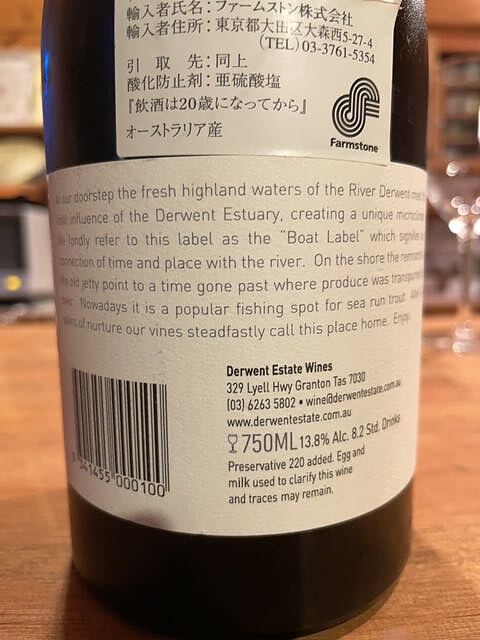 輸入者氏名：ファームストン株式会社
輸入者住所：東京都大田区大森西5-27-4
(TEL) 03-3761-5354
引取先：同上
酸化防止剤：亜硫酸塩
『飲酒は20歳になってから』
オーストラリア産
Farmstone
our doorstep the fresh highland waters of the River Derwent
influence of the Derwent Estuary, creating a unique
We fondly refer to this label as the "Boat Label" which signifies
connection of time and place with the river. On the shore the
old jetty point to a time gone past where produce was transported
Nowadays it is a popular fishing spot for sea run trout.
of nurture our vines steadfastly call this place home. Enjoy.
Derwent Estate Wines
329 Lyell Hwy Granton Tas 7030
(03) 6263 5802 • wine@derwentestate.com.au
www.derwentestate.com.au
750ML 13.8% Alc. 8.2 Std. Drinks
Preservative 220 added. Egg and
milk used to clarify this wine
and traces may remain.
341455 000100